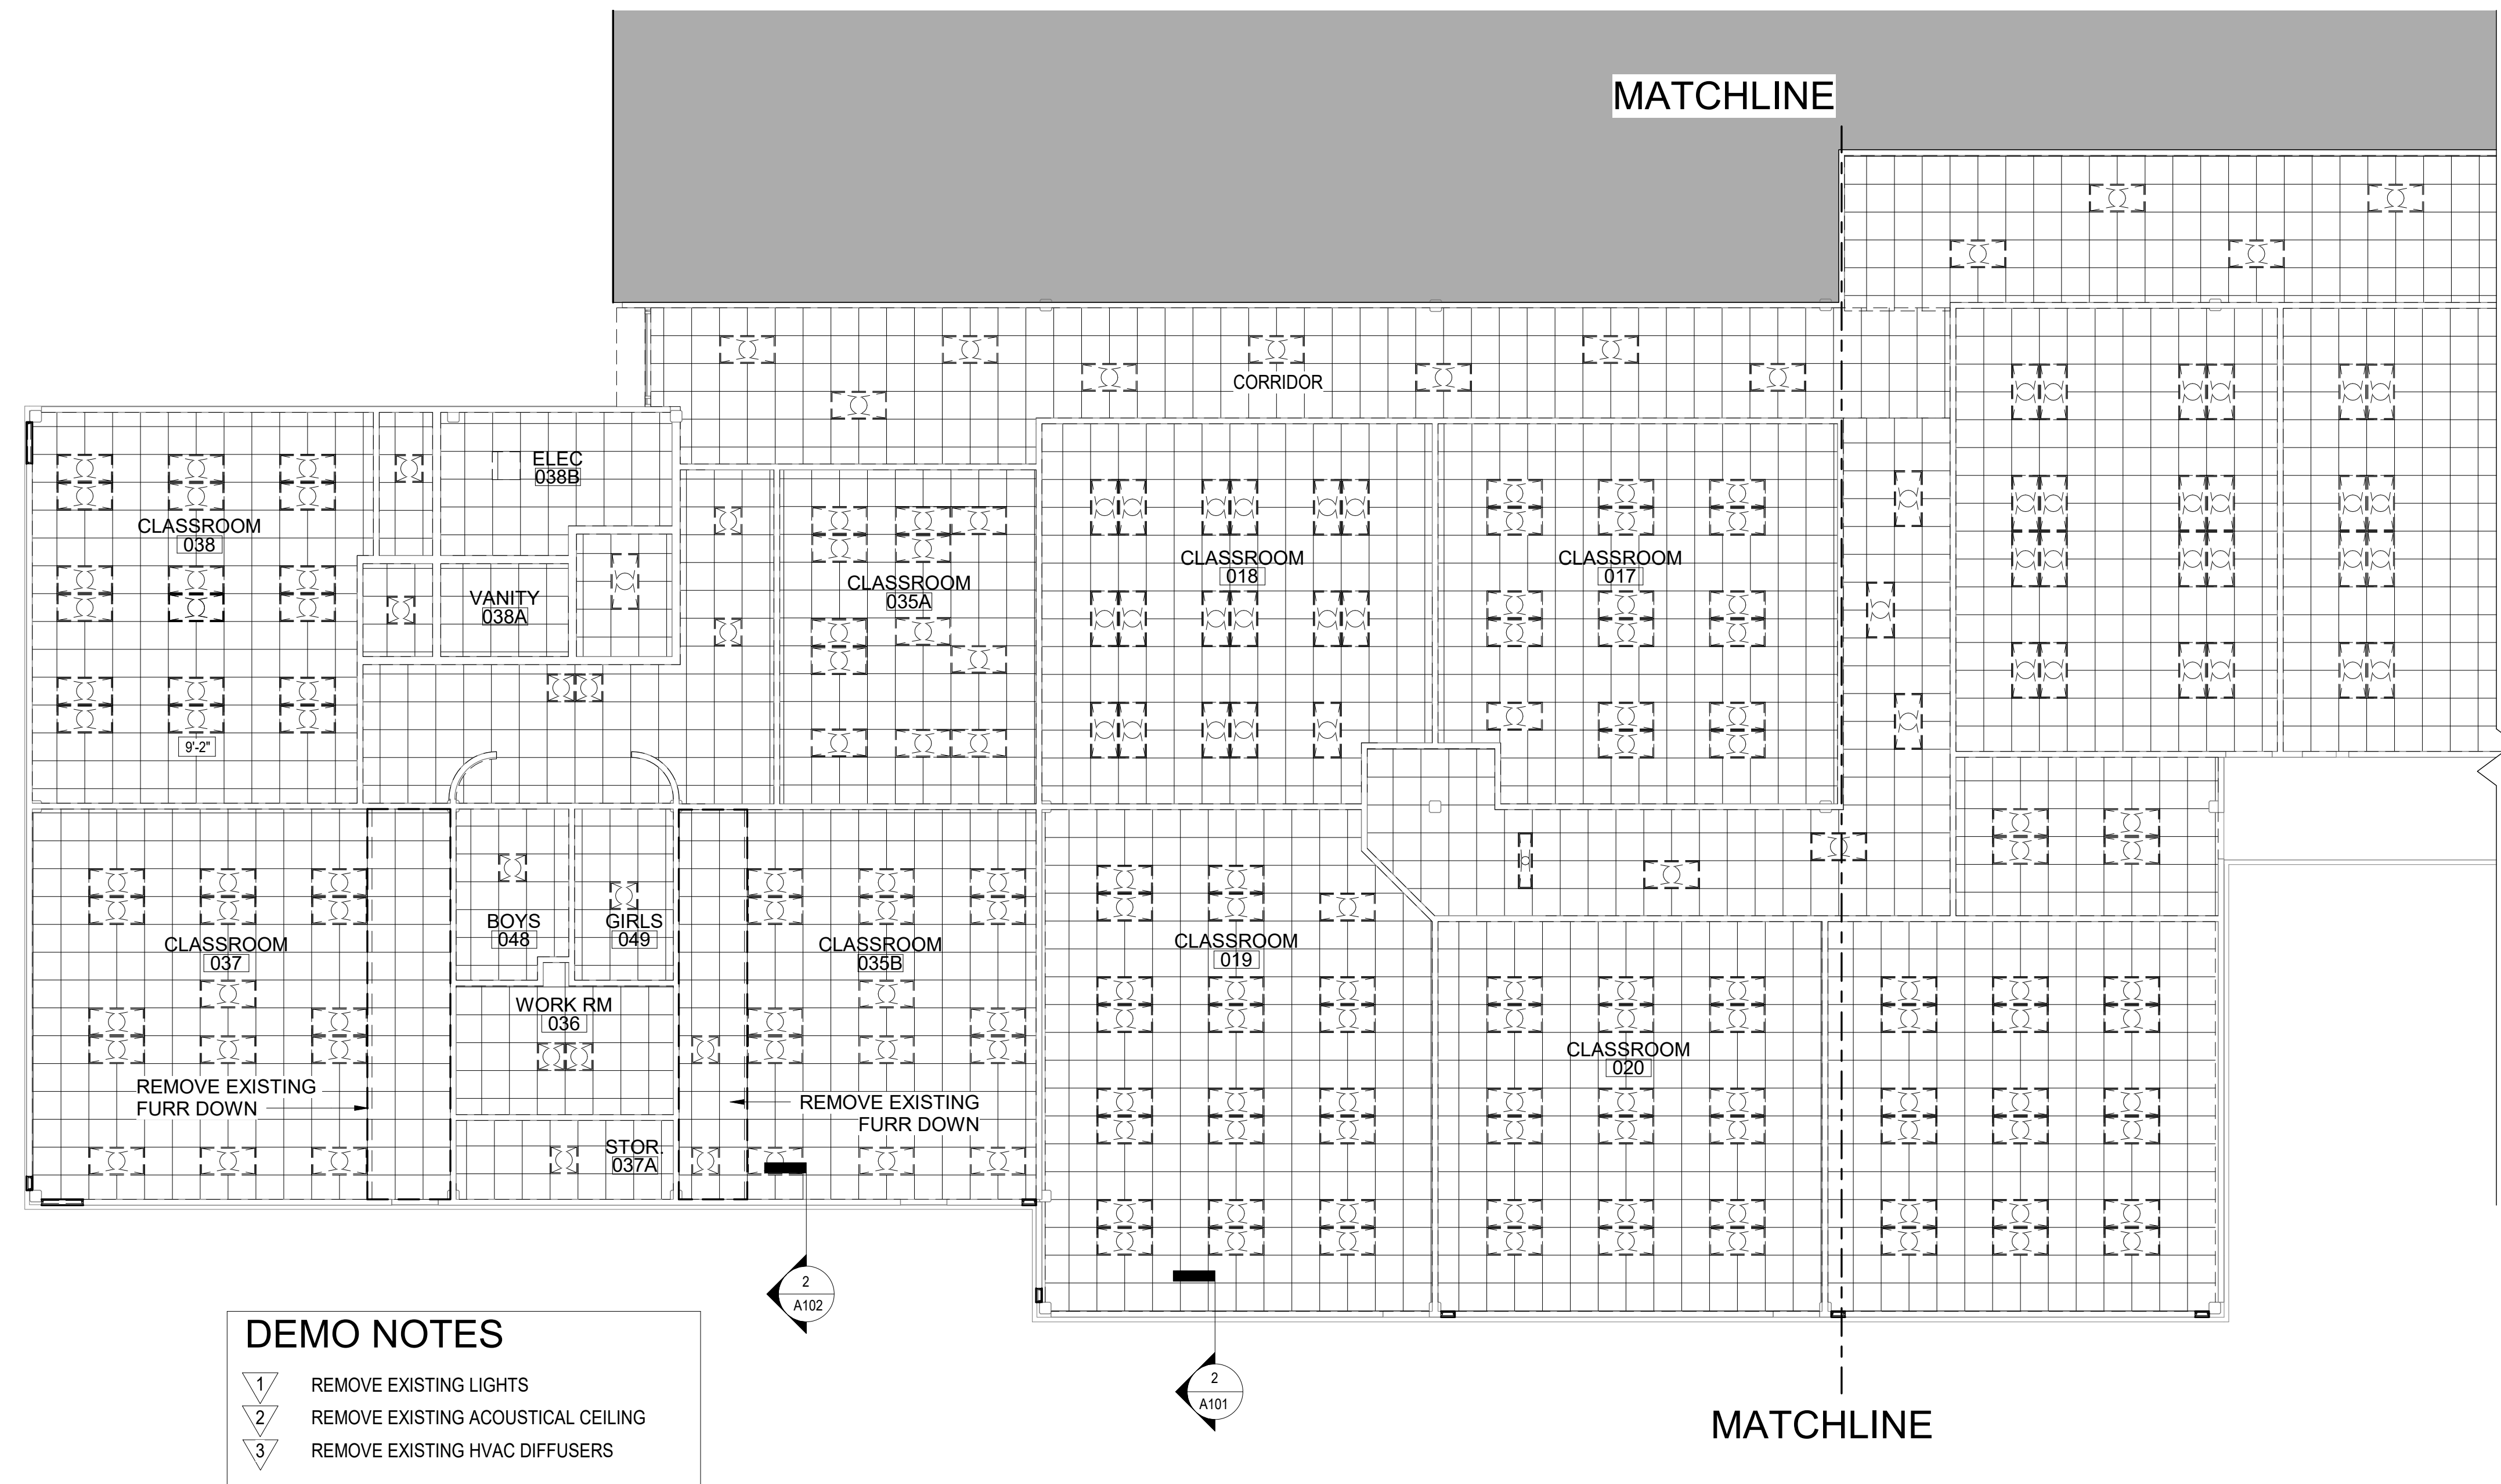 MATCHLINE
CORRIDOR
ELEC
038B
CLASSROOM
038
VANITY
038A
CLASSROOM
035A
CLASSROOM
018
CLASSROOM
017
9'-2"
BOYS
048
GIRLS
049
CLASSROOM
037
CLASSROOM
035B
CLASSROOM
019
WORK RM
036
CLASSROOM
020
REMOVE EXISTING
FURR DOWN
REMOVE EXISTING
FURR DOWN
STOR.
037A
2
A102
2
A101
MATCHLINE
DEMO NOTES
1 REMOVE EXISTING LIGHTS
2 REMOVE EXISTING ACOUSTICAL CEILING
3 REMOVE EXISTING HVAC DIFFUSERS